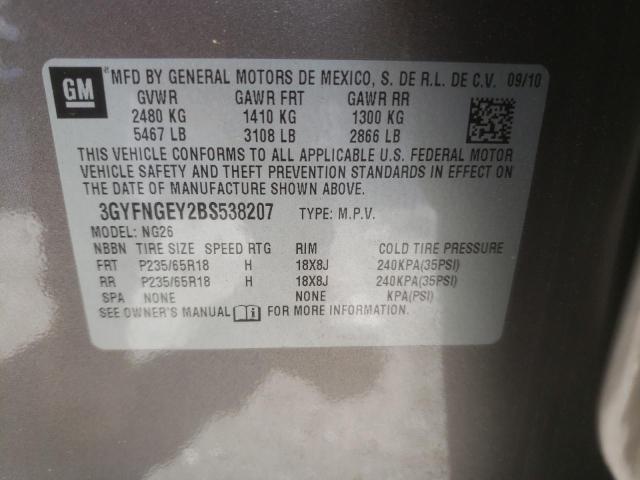 GM MFD BY GENERAL MOTORS DE MEXICO, S. DE R.L. DE C.V. 09/10
GVWR GAWR FRT GAWR RR
2480 KG 1410 KG 1300 KG
5467 LB 3108 LB 2866 LB
THIS VEHICLE CONFORMS TO ALL APPLICABLE U.S. FEDERAL MOTOR
VEHICLE SAFETY AND THEFT PREVENTION STANDARDS IN EFFECT ON
THE DATE OF MANUFACTURE SHOWN ABOVE.
3GYFNGEY2BS538207 TYPE: M.P.V.
MODEL: NG26
NBBN TIRE SIZE SPEED RTG RIM COLD TIRE PRESSURE
FRT P235/65R18 H 18X8J 240KPA(35PSI)
RR P235/65R18 H 18X8J 240KPA(35PSI)
SPA NONE NONE KPA(PSI)
SEE OWNER'S MANUAL i FOR MORE INFORMATION.